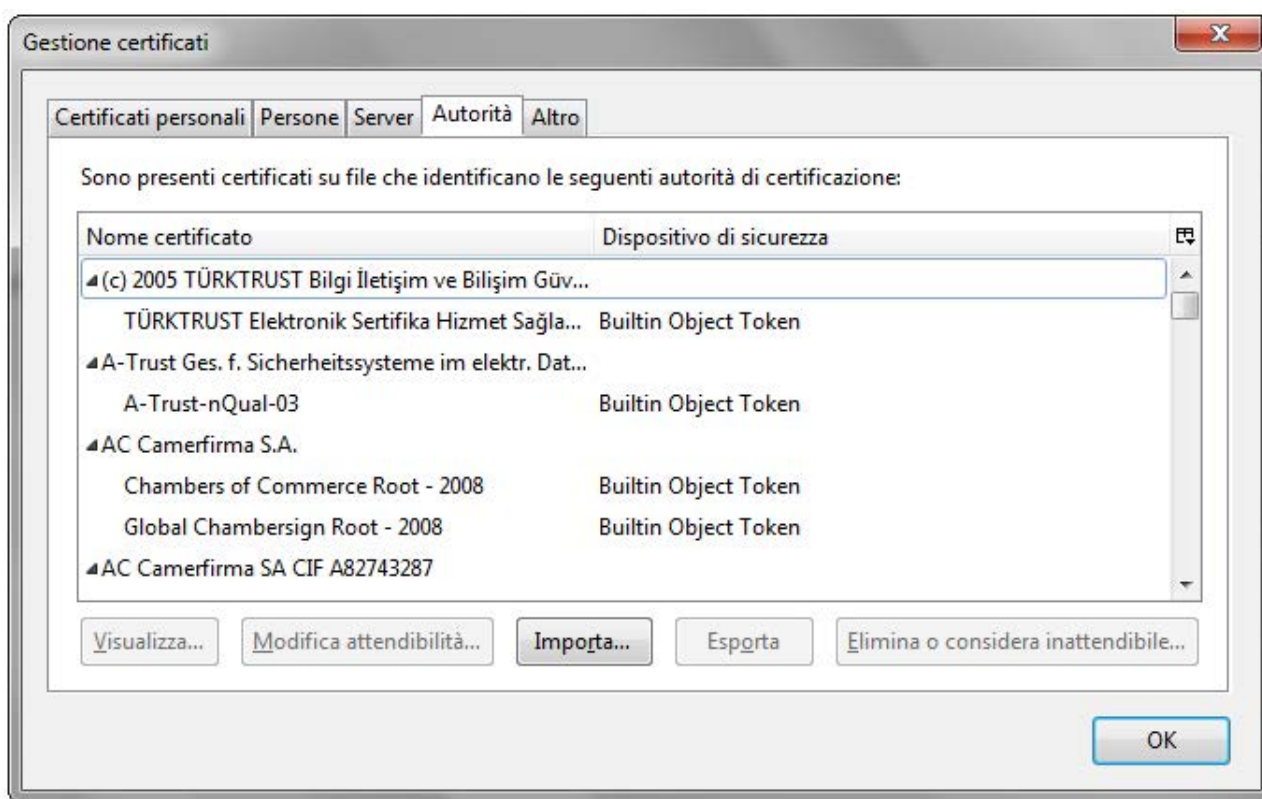 Gestione certificati
Certificati personali Persone Server Autorità Altro
Sono presenti certificati su file che identificano le seguenti autorità di certificazione:
Nome certificato Dispositivo di sicurezza
(c) 2005 TÜRKTRUST Bilgi İletişim ve Bilişim Güv...
TÜRKTRUST Elektronik Sertifika Hizmet Sağla... Builtin Object Token
A-Trust Ges. f. Sicherheitssysteme im elektr. Dat...
A-Trust-nQual-03 Builtin Object Token
AC Camerfirma S.A.
Chambers of Commerce Root - 2008 Builtin Object Token
Global Chambersign Root - 2008 Builtin Object Token
AC Camerfirma SA CIF A82743287
Visualizza... Modifica attendibilità... Importa... Esporta Elimina o considera inattendibile...
OK